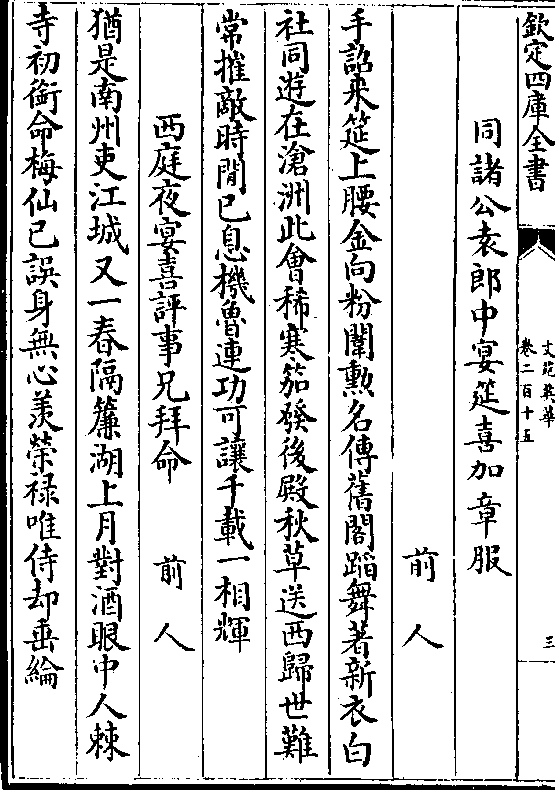 欽定四庫全書
文苑英華
卷二百十五
三
同諸公袁郎中宴筵喜加章服
前人
手詔來筵上腰金向粉闈勲名傳舊閣蹈舞著新衣白
社同遊在滄洲此會稀寒笳發後殿秋草送西歸世難
常摧敵時閒已息機魯連功可讓千載一相輝
西庭夜宴喜評事兄拜命　前人
猶是南州吏江城又一春隔簾湖上月對酒眼中人棘
寺初銜命梅仙已誤身無心羨榮禄唯待却垂綸